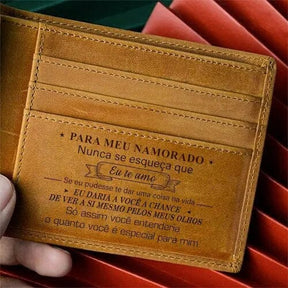 PARA MEU NAMORADO
Nunca se esqueça que
Eu te amo
Se eu pudesse te dar uma coisa na vida
EU DARIA A VOCÊ A CHANCE
DE VER A SI MESMO PELOS MEUS OLHOS
Só assim você entenderia
o quanto você é especial para mim.